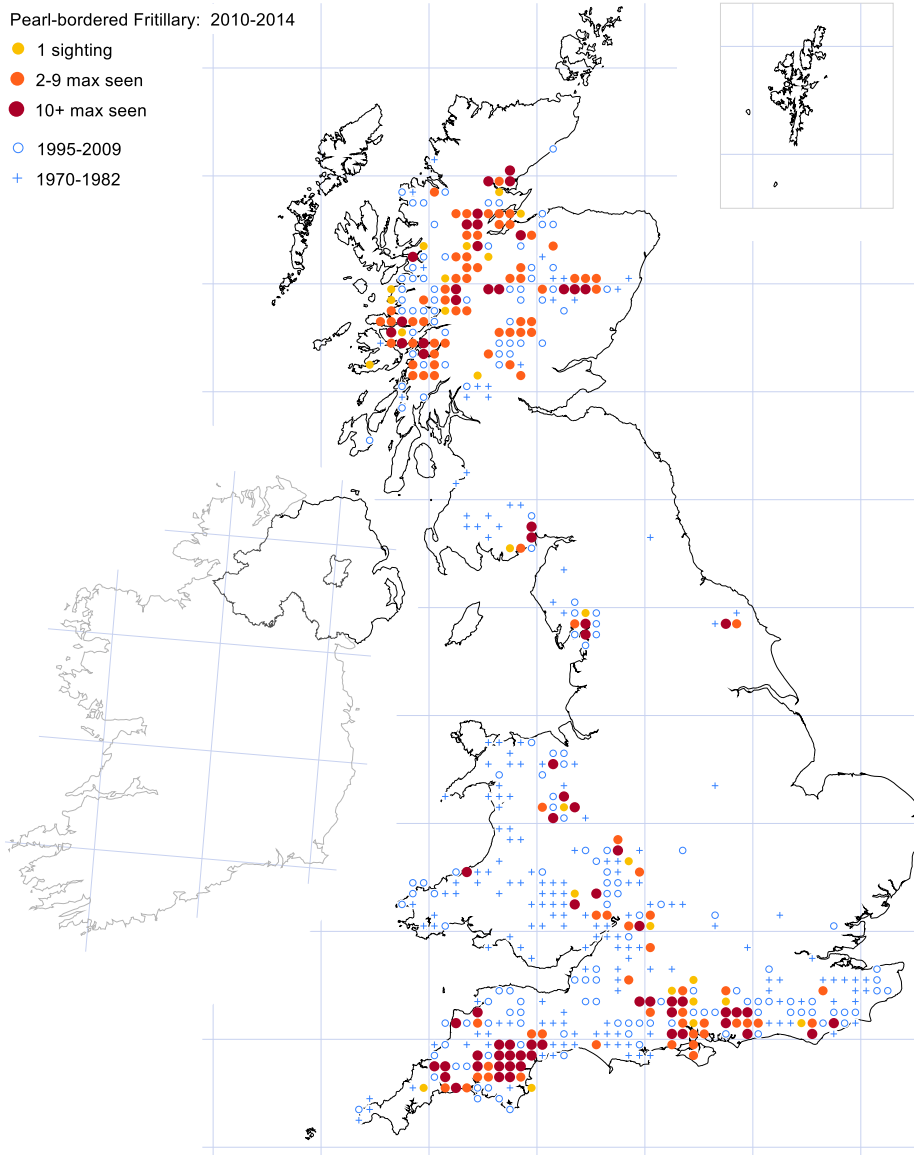 Pearl-bordered Fritillary: 2010-2014
1 sighting
2-9 max seen
10+ max seen
1995-2009
1970-1982